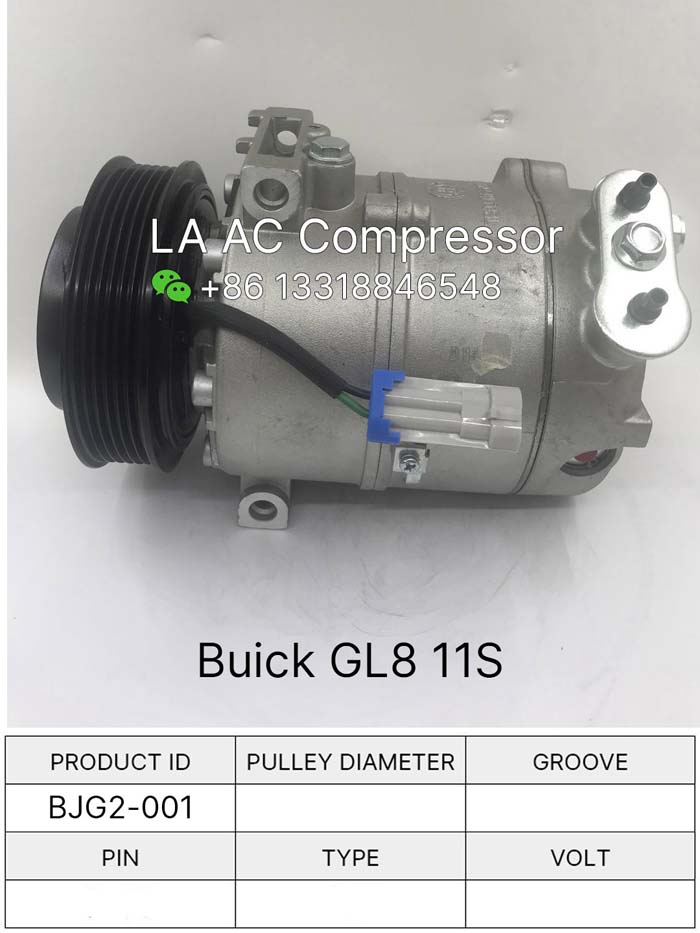 LA AC Compressor
+86 13318846548
Buick GL8 11S
PRODUCT ID PULLEY DIAMETER GROOVE
BJG2-001
PIN TYPE VOLT